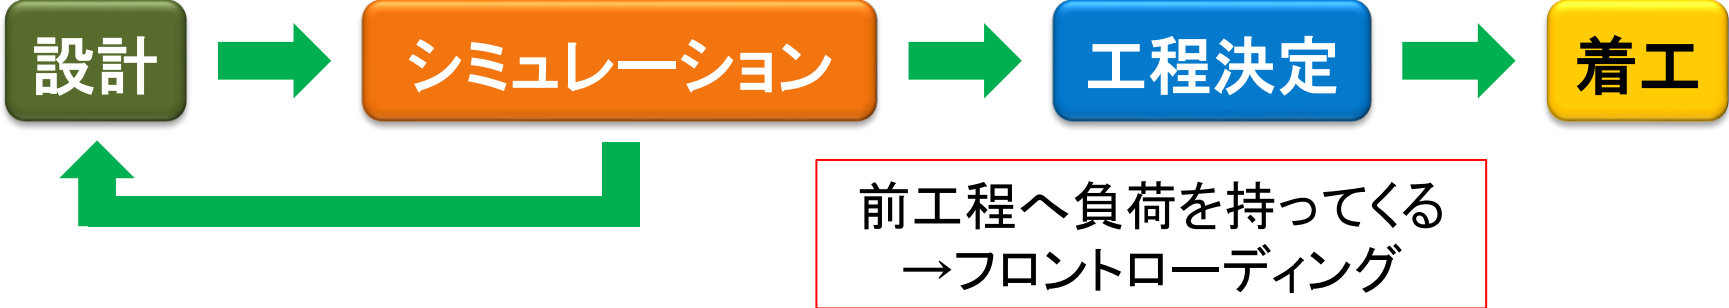 設計
シミュレーション
工程決定
着工
前工程へ負荷を持ってくる
→フロントローディング